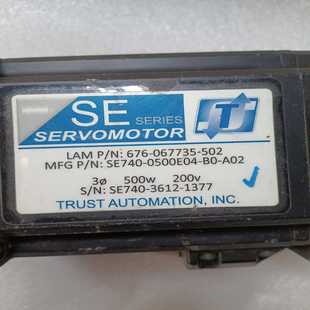 SE SERIES
SERVOMOTOR
LAM P/N: 676-067735-502
MFG P/N: SE740-0500E04-B0-A02
3ø 500w 200v
S/N: SE740-3612-1377
TRUST AUTOMATION, INC.